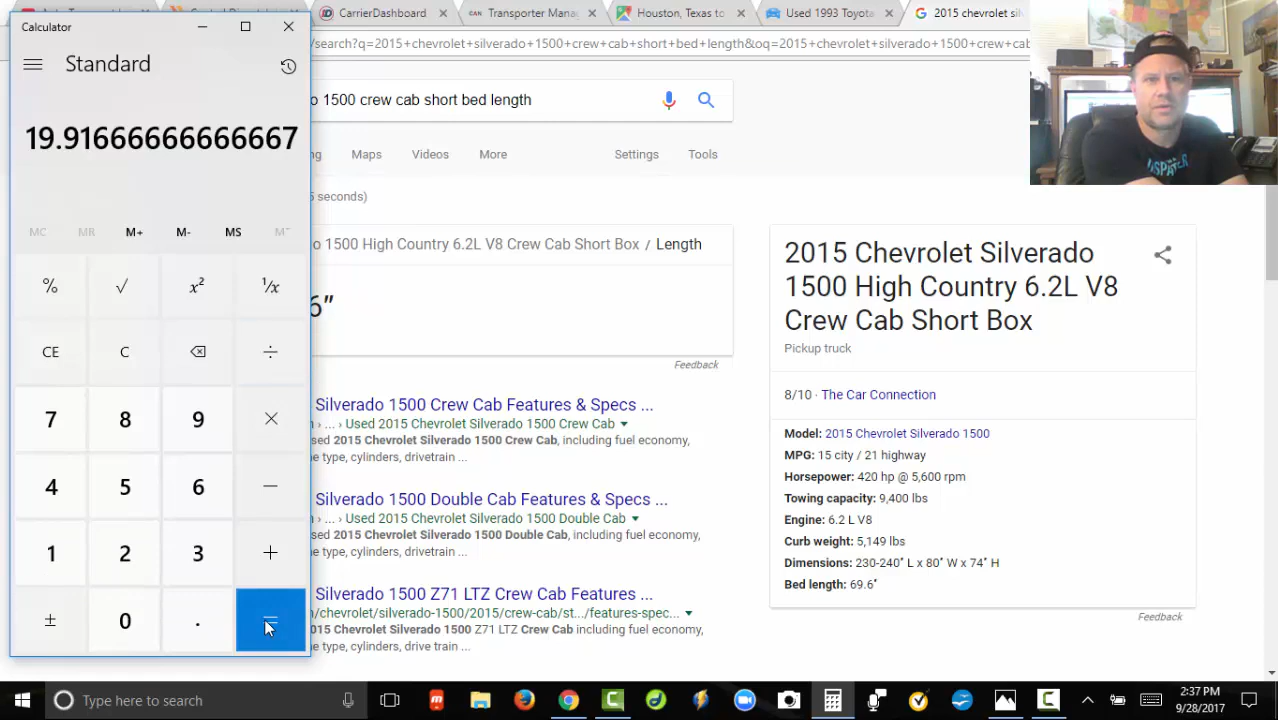 CarrierDashboard
CAN Transporter Mana
Houston, Texas to
Used 1993 Toyota
2015 chevrolet sil
Calculator
/search?q=2015+chevrolet+silverado+1500+crew+cab+short+bed+length&oq=2015+chevrolet+silverado+1500+crew+cab
Standard
o 1500 crew cab short bed length
19.91666666666667
ng Maps Videos More Settings Tools
5 seconds)
MC MR M+ M- MS M
o 1500 High Country 6.2L V8 Crew Cab Short Box / Length
6"
Feedback
2015 Chevrolet Silverado
1500 High Country 6.2L V8
Crew Cab Short Box
Pickup truck
8/10 · The Car Connection
Model: 2015 Chevrolet Silverado 1500
MPG: 15 city / 21 highway
Horsepower: 420 hp @ 5,600 rpm
Towing capacity: 9,400 lbs
Engine: 6.2 L V8
Curb weight: 5,149 lbs
Dimensions: 230-240″ L x 80″ W x 74″ H
Bed length: 69.6″
Feedback
% √ x² ¹/x
CE C ÷
7 8 9 ×
4 5 6 −
1 2 3 +
± 0 . =
Silverado 1500 Crew Cab Features & Specs ...
› ... › Used 2015 Chevrolet Silverado 1500 Crew Cab
sed 2015 Chevrolet Silverado 1500 Crew Cab, including fuel economy,
e type, cylinders, drivetrain ...
Silverado 1500 Double Cab Features & Specs ...
› ... › Used 2015 Chevrolet Silverado 1500 Double Cab
sed 2015 Chevrolet Silverado 1500 Double Cab, including fuel economy,
e type, cylinders, drivetrain ...
Silverado 1500 Z71 LTZ Crew Cab Features ...
/chevrolet/silverado-1500/2015/crew-cab/st.../features-spec...
015 Chevrolet Silverado 1500 Z71 LTZ Crew Cab including fuel economy,
e type, cylinders, drive train ...
Type here to search
2:37 PM
9/28/2017